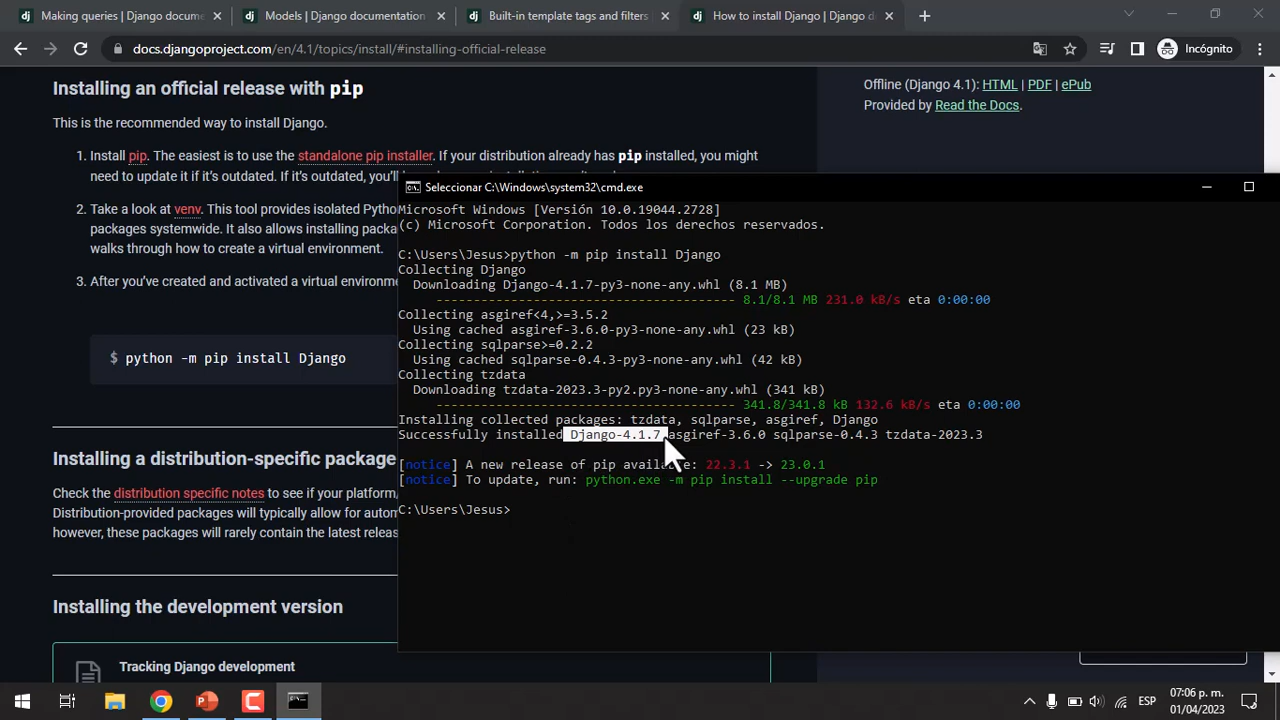 Making queries | Django docume
Models | Django documentation
Built-in template tags and filters
How to install Django | Django d
docs.djangoproject.com/en/4.1/topics/install/#installing-official-release
Incógnito
Installing an official release with pip
This is the recommended way to install Django.
1. Install pip. The easiest is to use the standalone pip installer. If your distribution already has pip installed, you might
need to update it if it's outdated. If it's outdated, you'll
2. Take a look at venv. This tool provides isolated Python
packages systemwide. It also allows installing packa
walks through how to create a virtual environment.
3. After you've created and activated a virtual environme
$ python -m pip install Django
Installing a distribution-specific package
Check the distribution specific notes to see if your platform/
Distribution-provided packages will typically allow for autom
however, these packages will rarely contain the latest releas
Installing the development version
Tracking Django development
Offline (Django 4.1): HTML | PDF | ePub
Provided by Read the Docs.
Seleccionar C:\Windows\system32\cmd.exe
Microsoft Windows [Versión 10.0.19044.2728]
(c) Microsoft Corporation. Todos los derechos reservados.
C:\Users\Jesus>python -m pip install Django
Collecting Django
Downloading Django-4.1.7-py3-none-any.whl (8.1 MB)
---------------------------------------- 8.1/8.1 MB 231.0 kB/s eta 0:00:00
Collecting asgiref<4,>=3.5.2
Using cached asgiref-3.6.0-py3-none-any.whl (23 kB)
Collecting sqlparse>=0.2.2
Using cached sqlparse-0.4.3-py3-none-any.whl (42 kB)
Collecting tzdata
Downloading tzdata-2023.3-py2.py3-none-any.whl (341 kB)
---------------------------------------- 341.8/341.8 kB 132.6 kB/s eta 0:00:00
Installing collected packages: tzdata, sqlparse, asgiref, Django
Successfully installed Django-4.1.7 asgiref-3.6.0 sqlparse-0.4.3 tzdata-2023.3
[notice] A new release of pip available: 22.3.1 -> 23.0.1
[notice] To update, run: python.exe -m pip install --upgrade pip
C:\Users\Jesus>
ESP
07:06 p. m.
01/04/2023